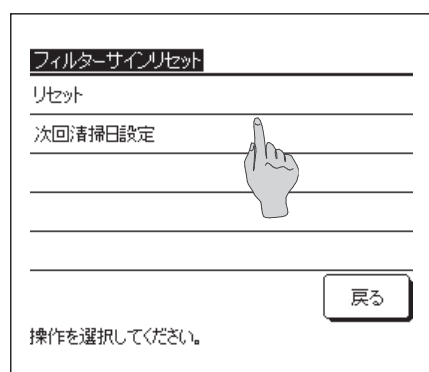 フィルターサインリセット
リセット
次回清掃日設定
戻る
操作を選択してください。